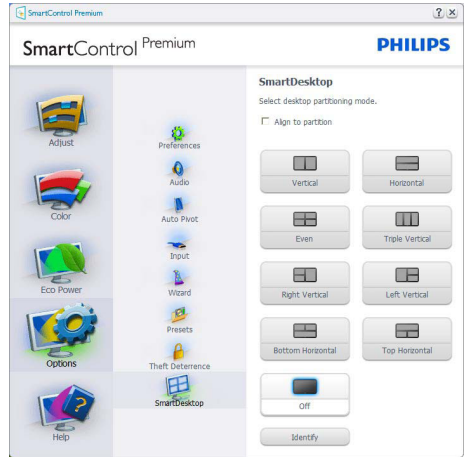 SmartControl Premium
SmartControl Premium
PHILIPS
Adjust
Color
Eco Power
Options
Help
Preferences
Audio
Auto Pivot
Input
Wizard
Presets
Theft Deterrence
SmartDesktop
SmartDesktop
Select desktop partitioning mode.
Align to partition
Vertical
Horizontal
Even
Triple Vertical
Right Vertical
Left Vertical
Bottom Horizontal
Top Horizontal
Off
Identify